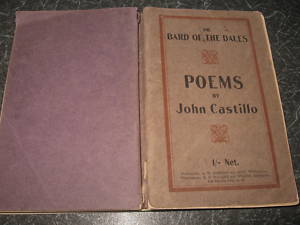 THE
BARD OF THE DALES
POEMS
BY
John Castillo
1/- Net.